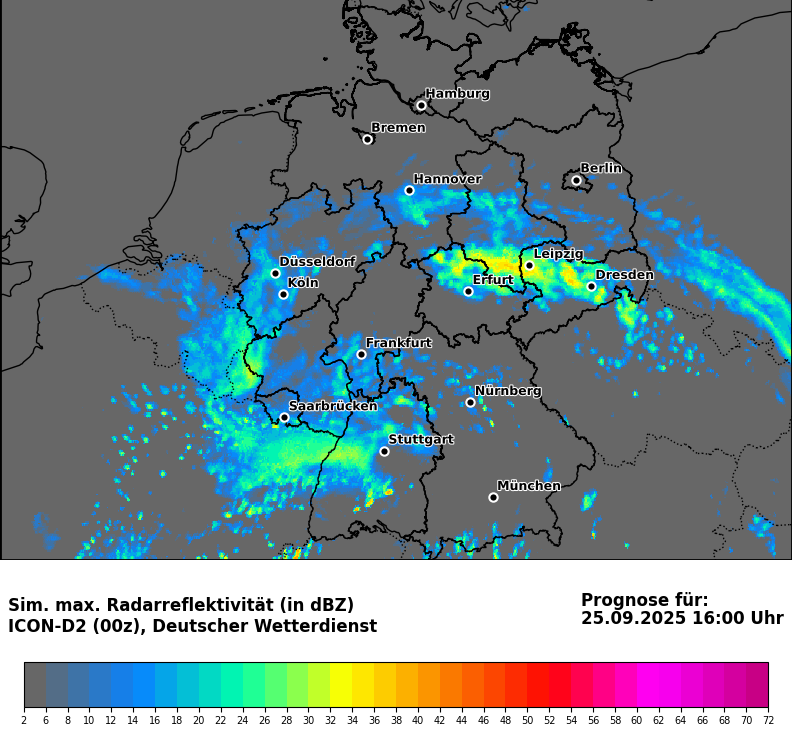 Hamburg
Bremen
Berlin
Hannover
Leipzig
Düsseldorf
Dresden
Köln
Erfurt
Frankfurt
Nürnberg
Saarbrücken
Stuttgart
München
Sim. max. Radarreflektivität (in dBZ)
ICON-D2 (00z), Deutscher Wetterdienst
Prognose für:
25.09.2025 16:00 Uhr
2 6 8 10 12 14 16 18 20 22 24 26 28 30 32 34 36 38 40 42 44 46 48 50 52 54 56 58 60 62 64 66 68 70 72